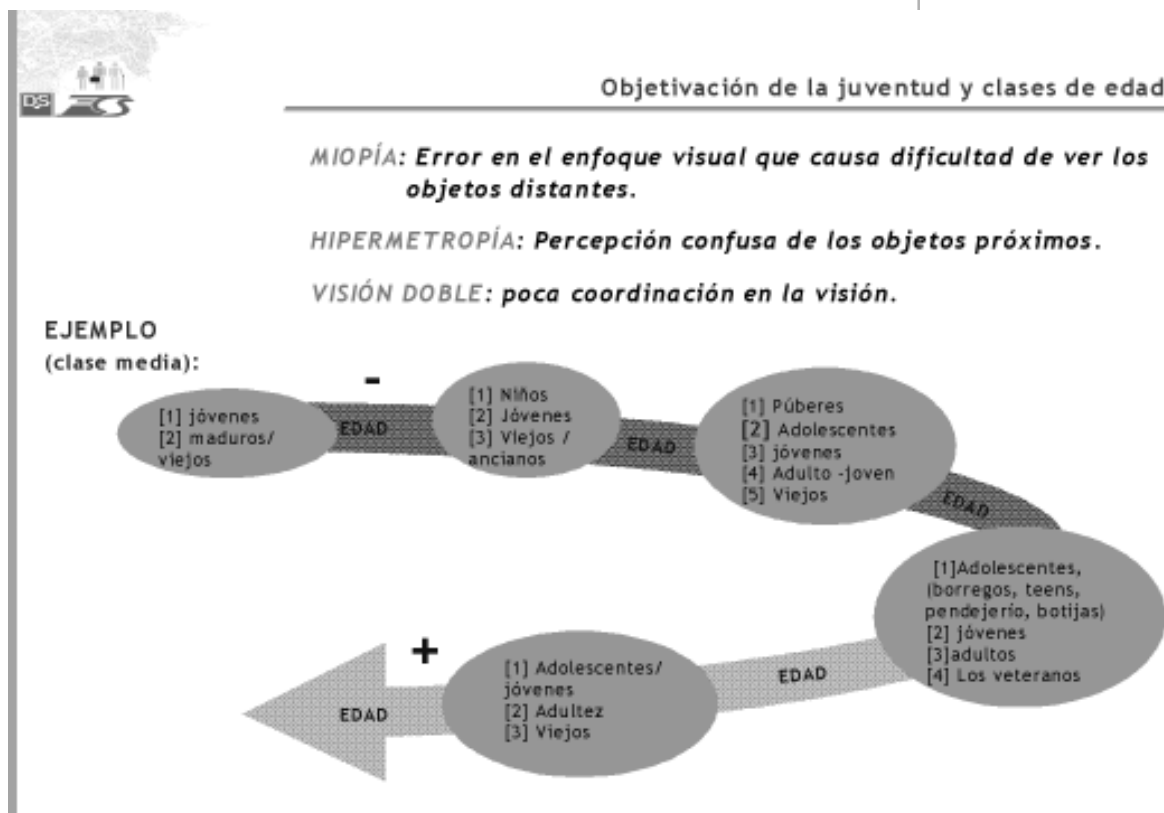 DS
Objetivación de la juventud y clases de edad
MIOPÍA: Error en el enfoque visual que causa dificultad de ver los
objetos distantes.
HIPERMETROPÍA: Percepción confusa de los objetos próximos.
VISIÓN DOBLE: poca coordinación en la visión.
EJEMPLO
(clase media):
-
[1] jóvenes
[2] maduros/
viejos
EDAD
[1] Niños
[2] Jóvenes
[3] Viejos /
ancianos
EDAD
[1] Púberes
[2] Adolescentes
[3] jóvenes
[4] Adulto -joven
[5] Viejos
EDAD
[1]Adolescentes,
(borregos, teens,
pendejerío, botijas)
[2] jóvenes
[3]adultos
[4] Los veteranos
EDAD
[1] Adolescentes/
jóvenes
[2] Adultez
[3] Viejos
+
EDAD